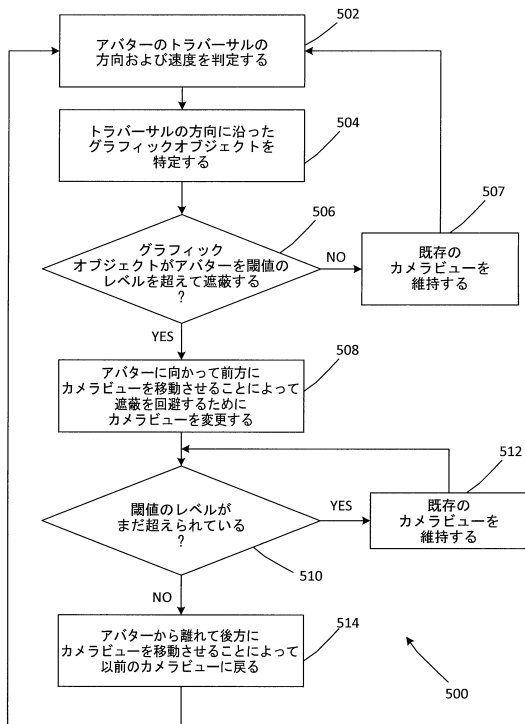 502
アバターのトラバーサルの
方向および速度を判定する
504
トラバーサルの方向に沿った
グラフィックオブジェクトを
特定する
506
グラフィック
オブジェクトがアバターを閾値の
レベルを超えて遮蔽する
?
NO
507
既存の
カメラビューを
維持する
YES
508
アバターに向かって前方に
カメラビューを移動させることによって
遮蔽を回避するために
カメラビューを変更する
閾値のレベルが
まだ超えられている
?
510
YES
512
既存の
カメラビューを
維持する
NO
514
アバターから離れて後方に
カメラビューを移動させることによって
以前のカメラビューに戻る
500